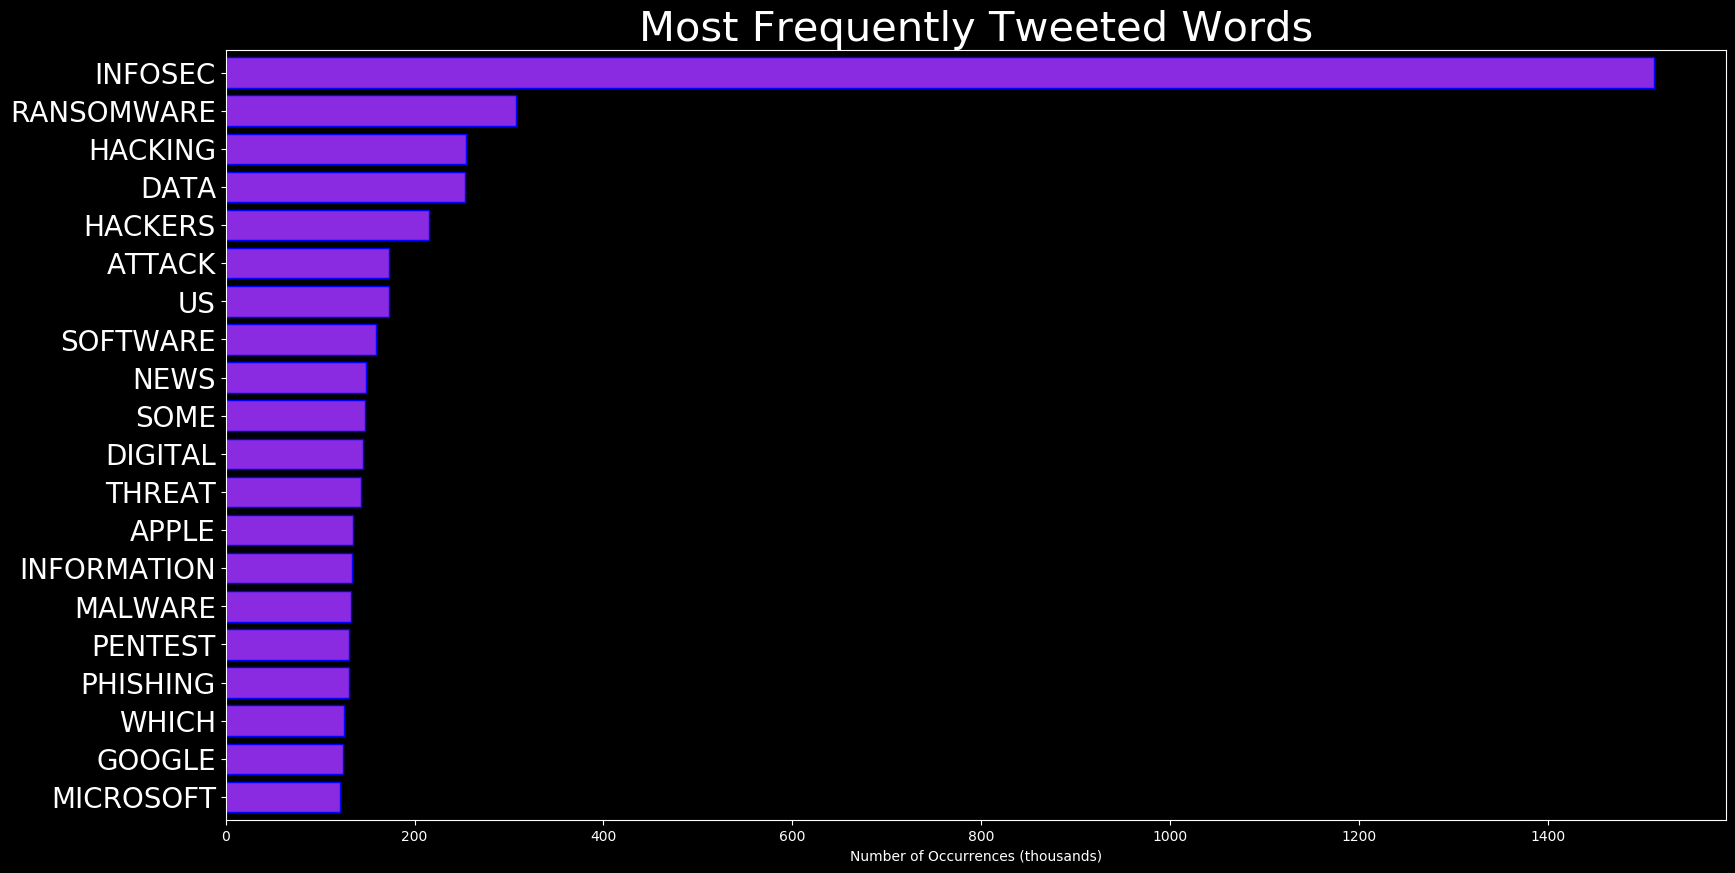 Most Frequently Tweeted Words
INFOSEC
RANSOMWARE
HACKING
DATA
HACKERS
ATTACK
US
SOFTWARE
NEWS
SOME
DIGITAL
THREAT
APPLE
INFORMATION
MALWARE
PENTEST
PHISHING
WHICH
GOOGLE
MICROSOFT
0 200 400 600 800 1000 1200 1400
Number of Occurrences (thousands)